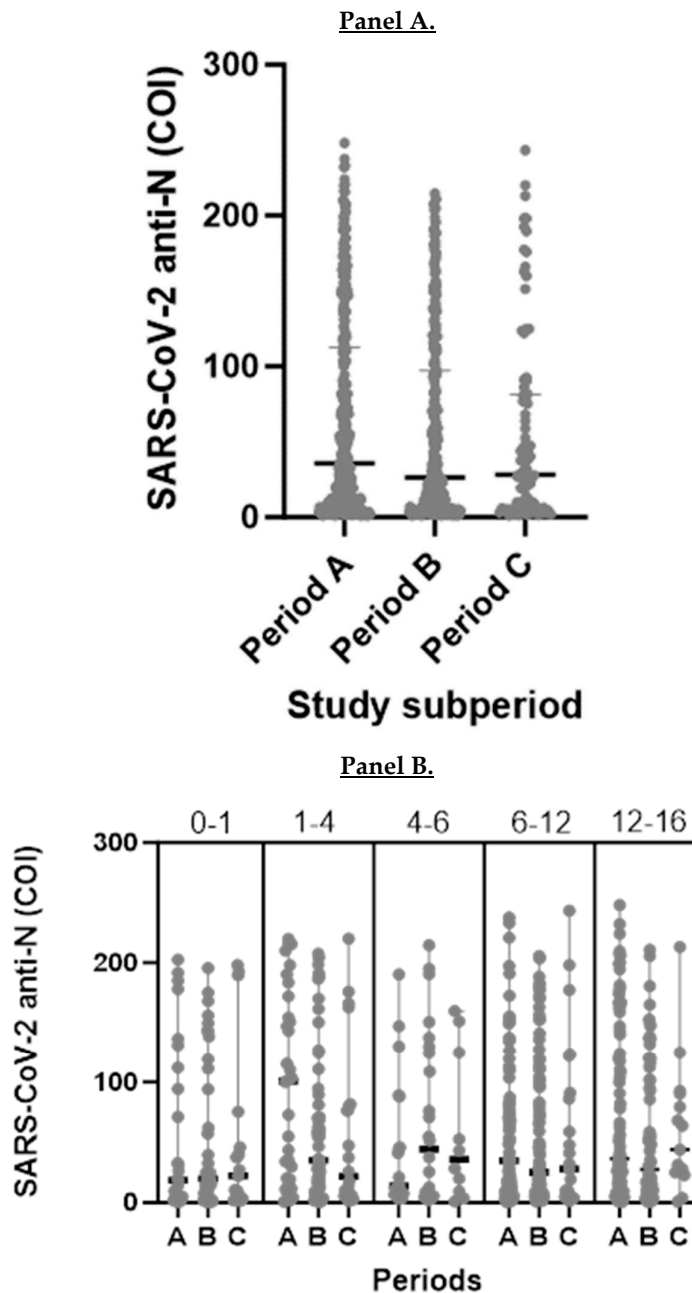 Panel A.
SARS-CoV-2 anti-N (COI)
300
200
100
0
Period A
Period B
Period C
Study subperiod
Panel B.
0-1 1-4 4-6 6-12 12-16
SARS-CoV-2 anti-N (COI)
300
200
100
0
A B C A B C A B C A B C A B C
Periods